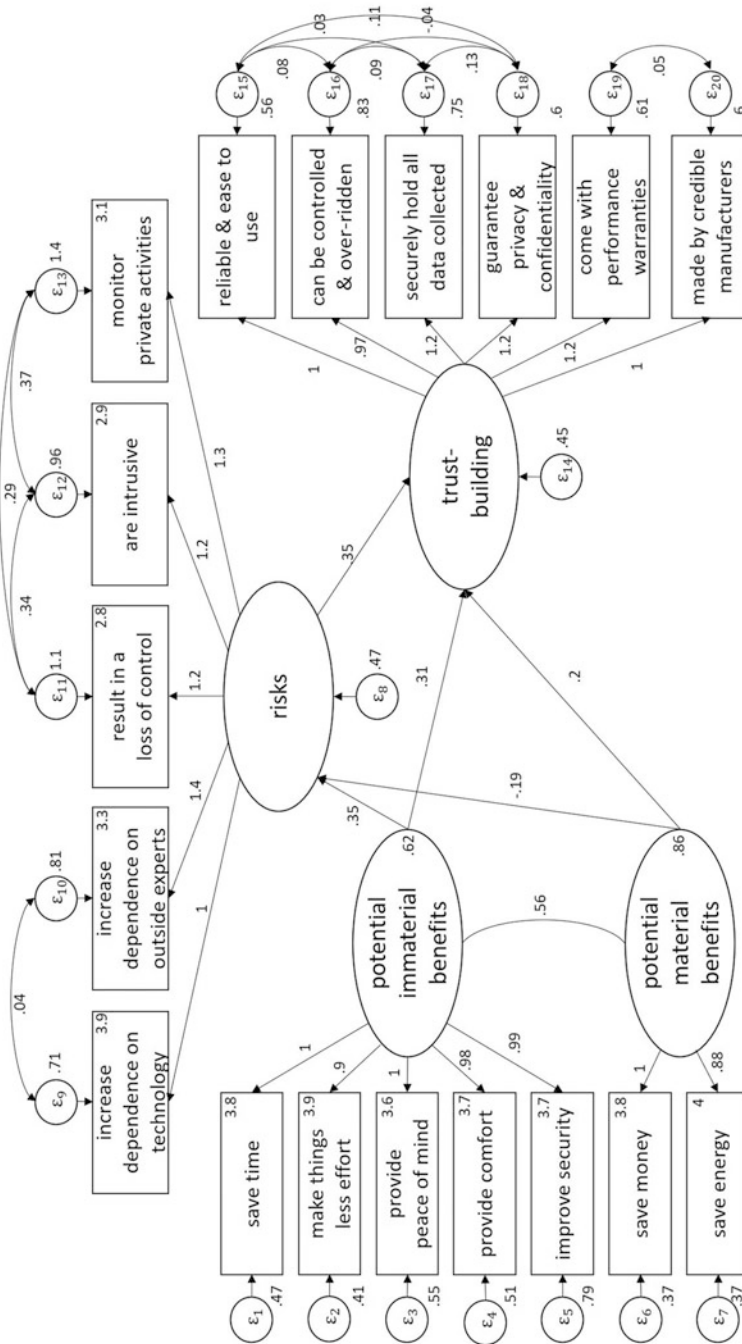 ε1
.47
save time
3.8
ε2
.41
make things
less effort
3.9
ε3
.55
provide
peace of mind
3.6
ε4
.51
provide comfort
3.7
ε5
.79
improve security
3.7
ε6
.37
save money
3.8
ε7
.37
save energy
4
1
.9
1
.98
.99
1
.88
potential
immaterial
benefits
.62
potential
material
benefits
.86
.56
.35
-.19
.31
.2
ε9
.71
increase
dependence on
technology
3.9
ε10
.81
increase
dependence on
outside experts
3.3
.04
ε11
1.1
result in a
loss of control
2.8
ε12
.96
are intrusive
2.9
ε13
1.4
monitor
private activities
3.1
.34
.37
.29
1
1.4
1.2
1.2
1.3
risks
ε8
.47
.35
trust-
building
ε14
.45
1
.97
1.2
1.2
1.2
1
reliable & ease to
use
ε15
.56
can be controlled
& over-ridden
ε16
.83
securely hold all
data collected
ε17
.75
guarantee
privacy &
confidentiality
ε18
.6
come with
performance
warranties
ε19
.61
made by credible
manufacturers
ε20
.6
.03
.11
.08
-.04
.09
.13
.05